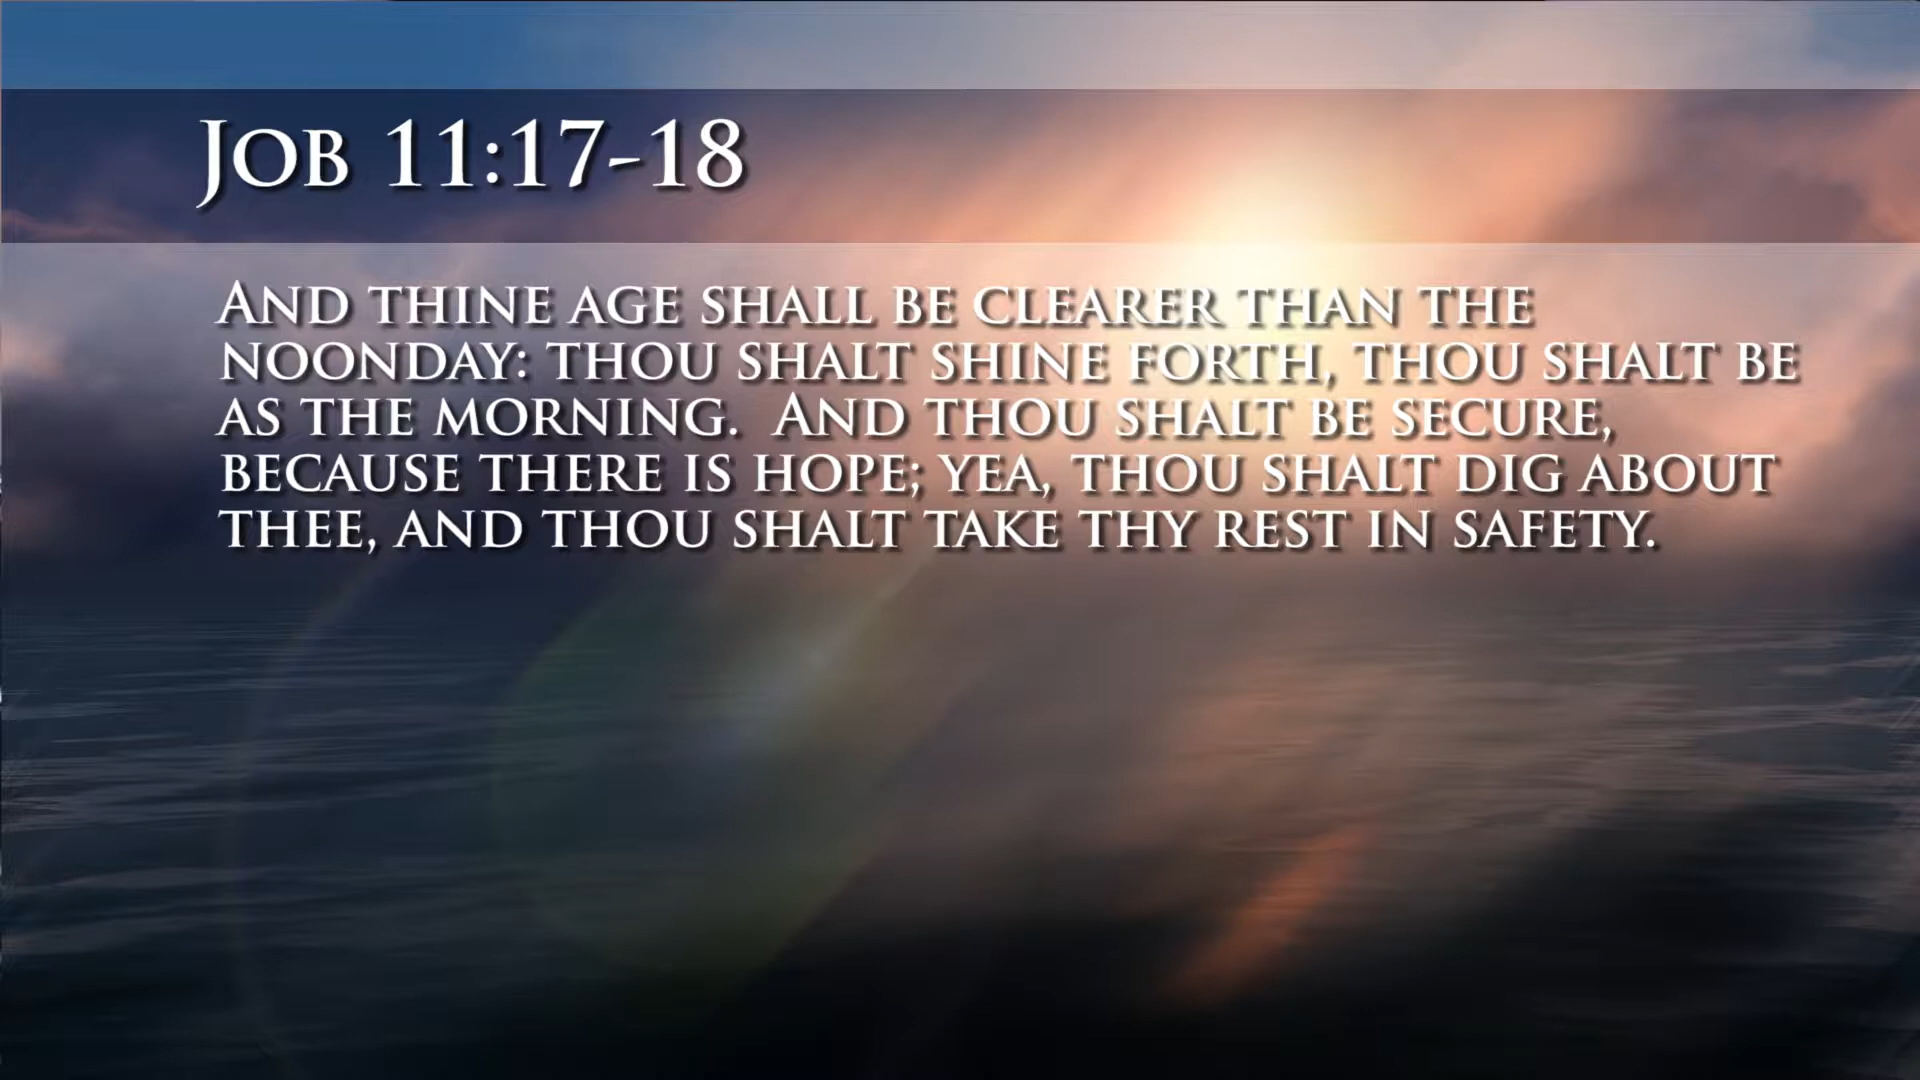 Job 11:17-18
And thine age shall be clearer than the
noonday: thou shalt shine forth, thou shalt be
as the morning.  And thou shalt be secure,
because there is hope; yea, thou shalt dig about
thee, and thou shalt take thy rest in safety.